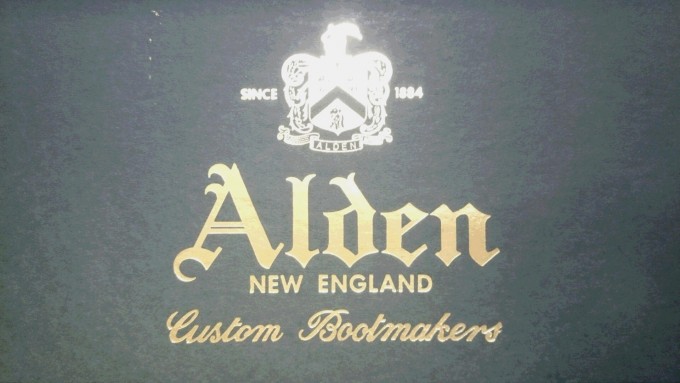 SINCE 1884
ALDEN
Alden
NEW ENGLAND
Custom Bootmakers